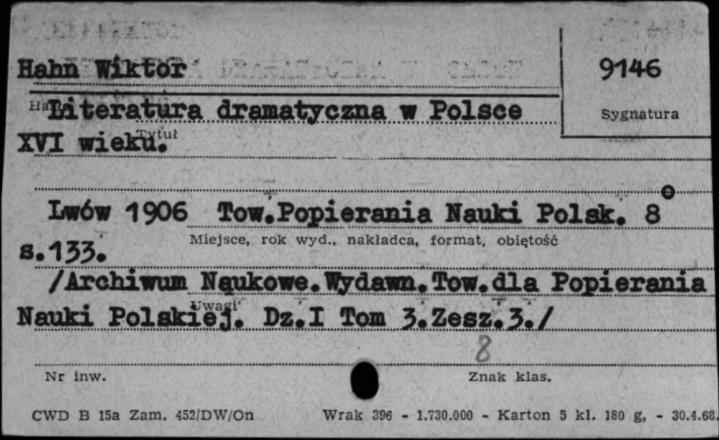 Hahn Wiktor
9146
Hasło
Literatura dramatyczna w Polsce
Sygnatura
XVI wieku.
Tytuł
Lwów 1906 Tow.Popierania Nauki Polsk. 8°
Miejsce, rok wyd., nakładca, format, objętość
s.133.
/Archiwum Naukowe.Wydawn.Tow.dla Popierania
Uwagi
Nauki Polskiej. Dz.I Tom 3.Zesz.3./
8
Nr inw.
Znak klas.
CWD B 15a Zam. 452/DW/On Wrak 396 - 1.730.000 - Karton 5 kl. 180 g. - 30.4.68.